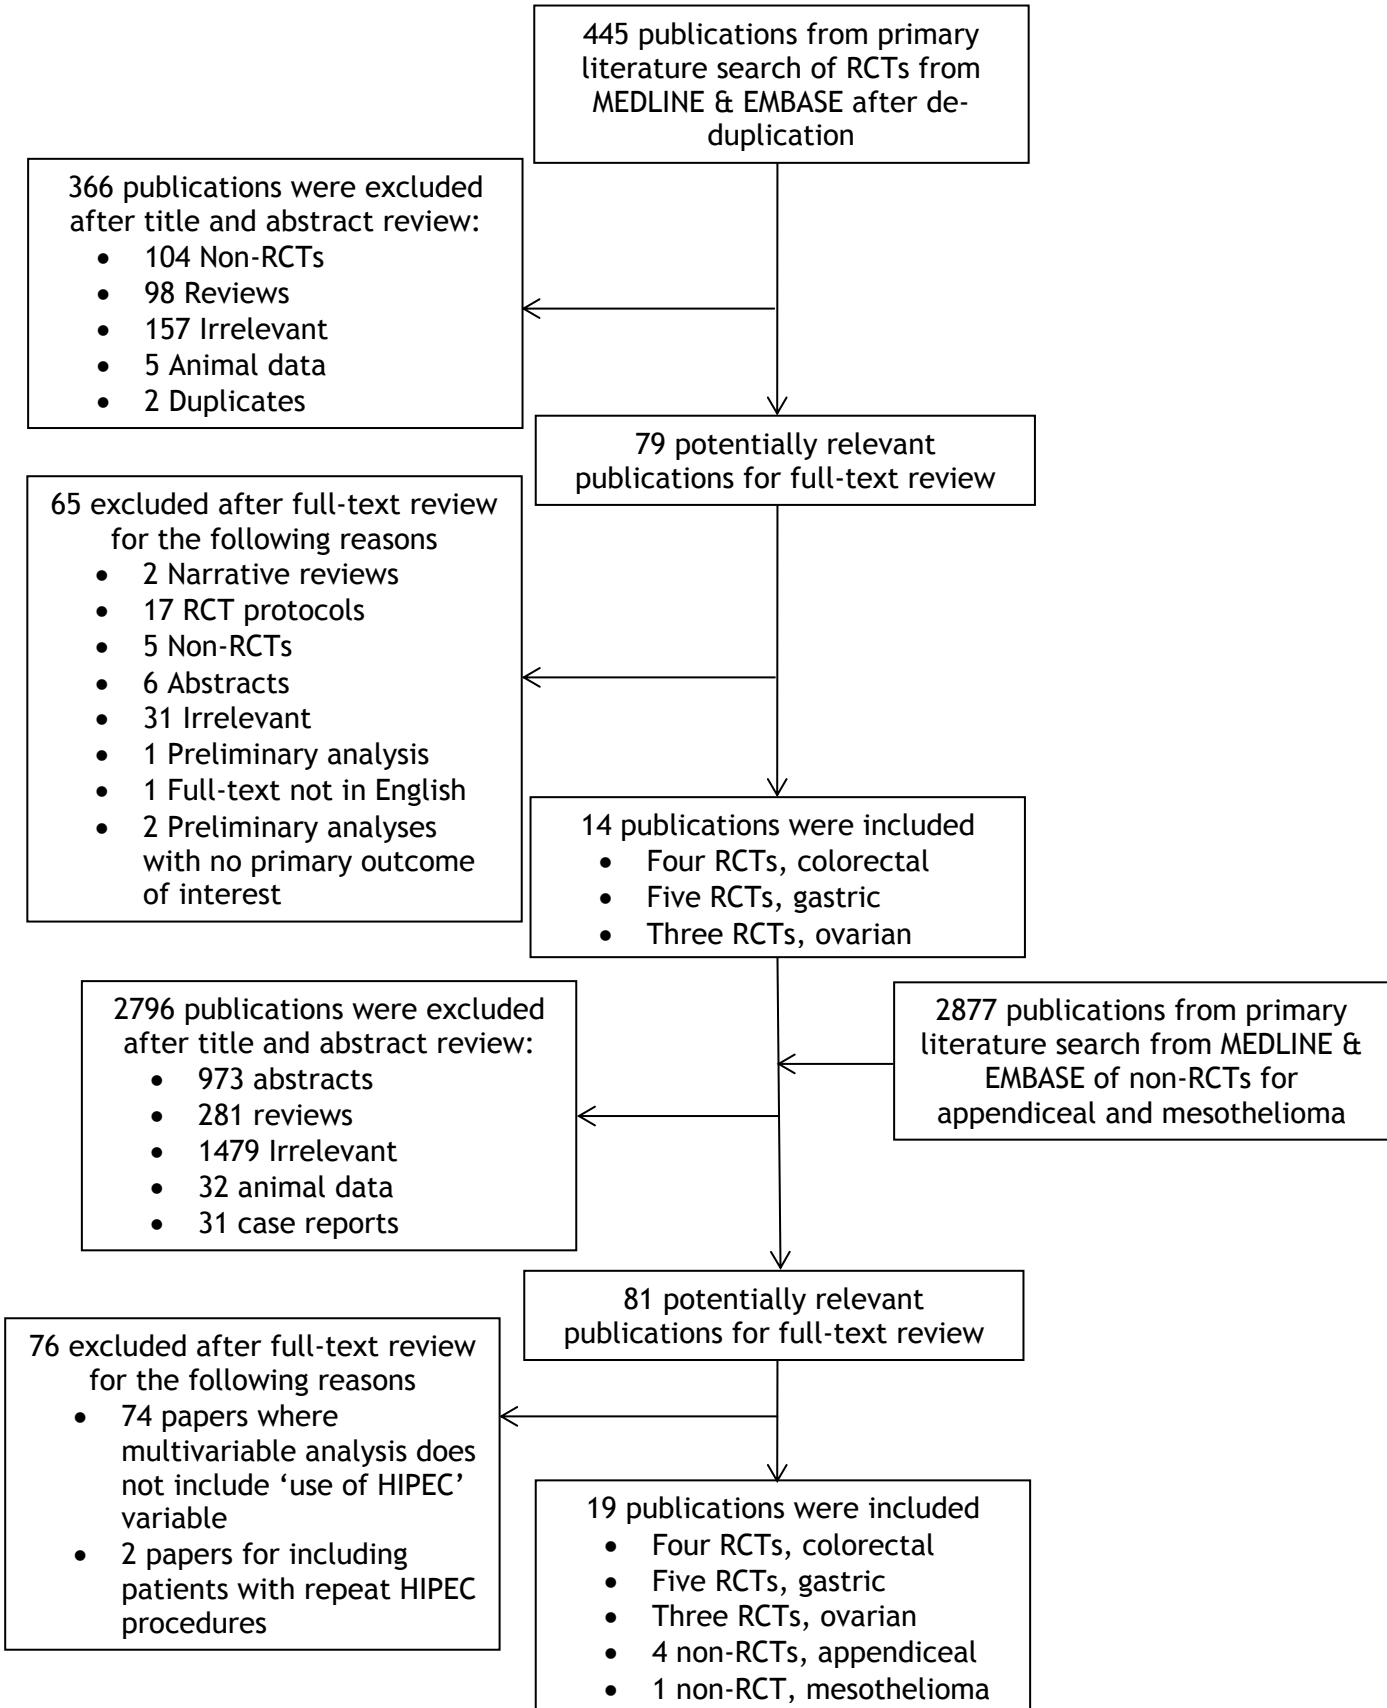 445 publications from primary
literature search of RCTs from
MEDLINE & EMBASE after de-
duplication
366 publications were excluded
after title and abstract review:
• 104 Non-RCTs
• 98 Reviews
• 157 Irrelevant
• 5 Animal data
• 2 Duplicates
79 potentially relevant
publications for full-text review
65 excluded after full-text review
for the following reasons
• 2 Narrative reviews
• 17 RCT protocols
• 5 Non-RCTs
• 6 Abstracts
• 31 Irrelevant
• 1 Preliminary analysis
• 1 Full-text not in English
• 2 Preliminary analyses
with no primary outcome
of interest
14 publications were included
• Four RCTs, colorectal
• Five RCTs, gastric
• Three RCTs, ovarian
2796 publications were excluded
after title and abstract review:
• 973 abstracts
• 281 reviews
• 1479 Irrelevant
• 32 animal data
• 31 case reports
2877 publications from primary
literature search from MEDLINE &
EMBASE of non-RCTs for
appendiceal and mesothelioma
81 potentially relevant
publications for full-text review
76 excluded after full-text review
for the following reasons
• 74 papers where
multivariable analysis does
not include ‘use of HIPEC’
variable
• 2 papers for including
patients with repeat HIPEC
procedures
19 publications were included
• Four RCTs, colorectal
• Five RCTs, gastric
• Three RCTs, ovarian
• 4 non-RCTs, appendiceal
• 1 non-RCT, mesothelioma